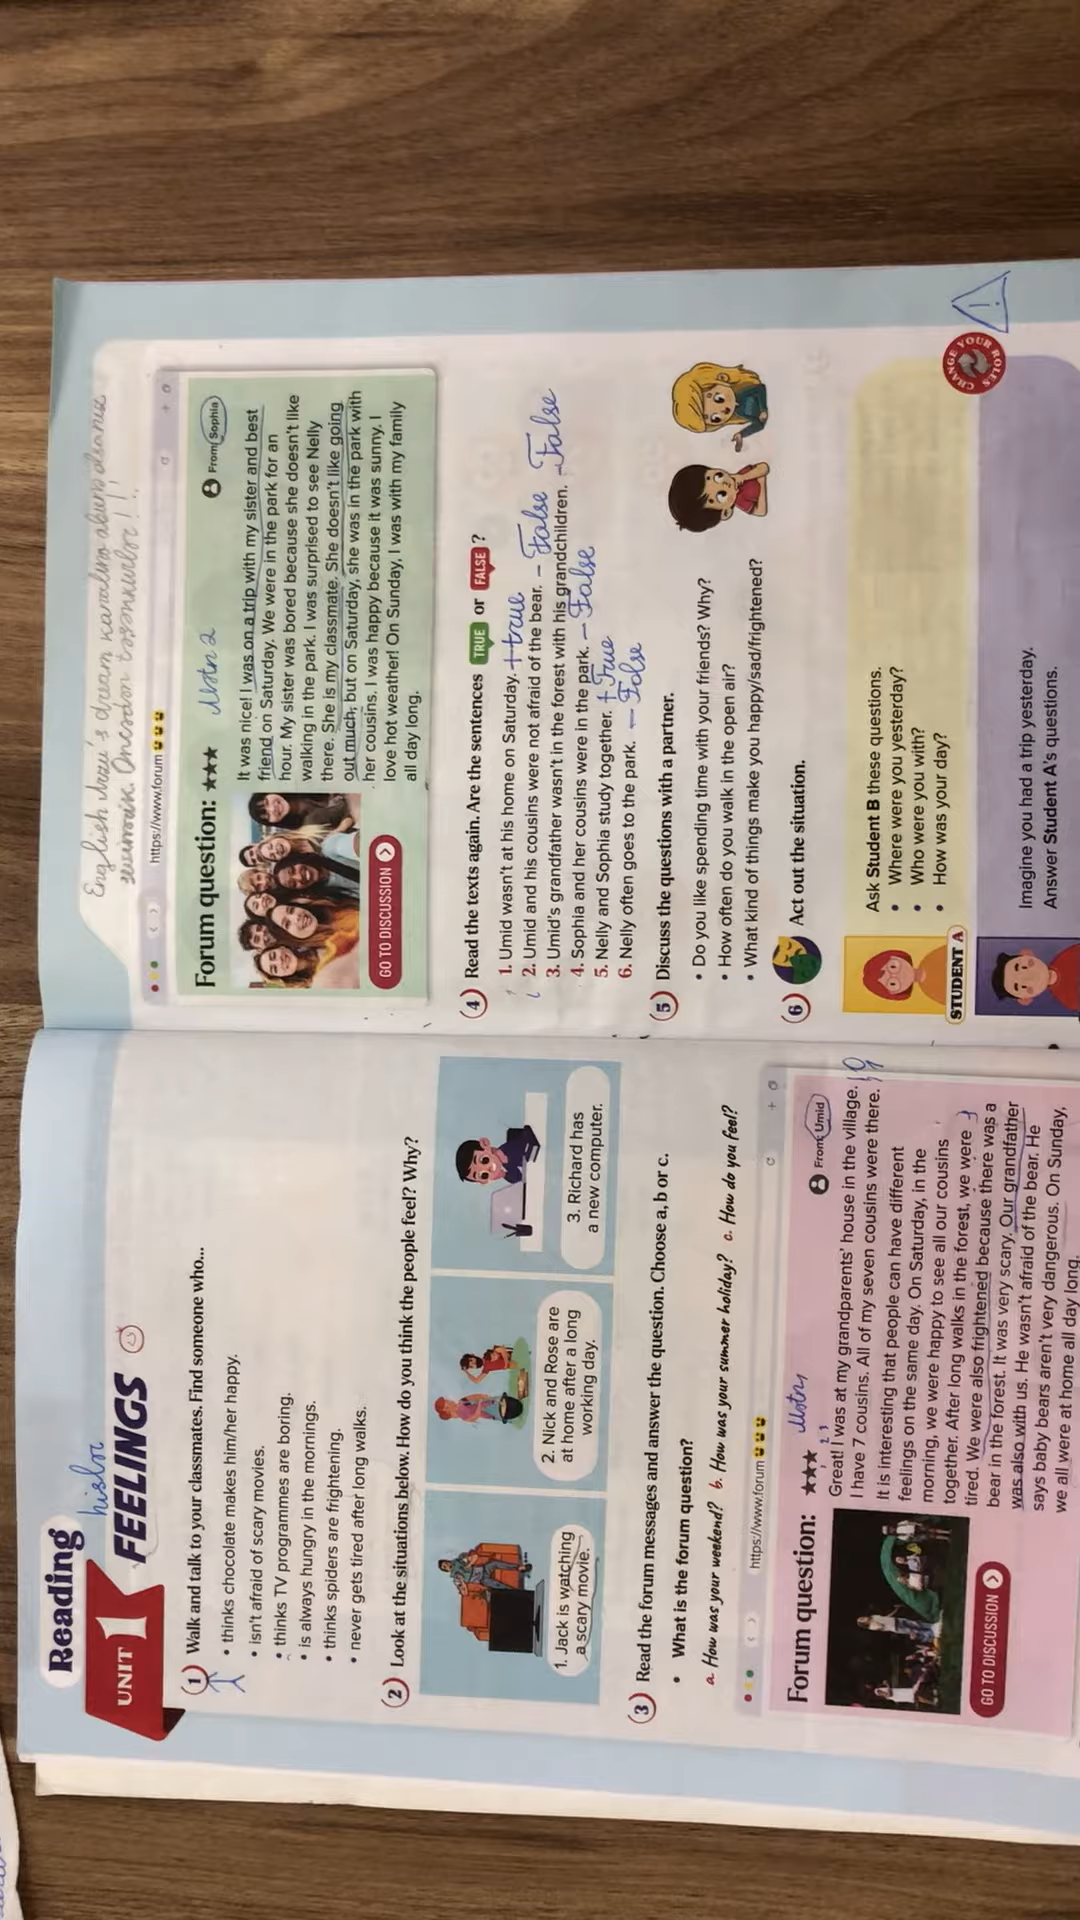 Reading
UNIT 1
hislar
FEELINGS
1 Walk and talk to your classmates. Find someone who...
• thinks chocolate makes him/her happy.
• isn't afraid of scary movies.
• thinks TV programmes are boring.
• is always hungry in the mornings.
• thinks spiders are frightening.
• never gets tired after long walks.
2 Look at the situations below. How do you think the people feel? Why?
1. Jack is watching
a scary movie.
2. Nick and Rose are
at home after a long
working day.
3. Richard has
a new computer.
3 Read the forum messages and answer the question. Choose a, b or c.
• What is the forum question?
a. How was your weekend? b. How was your summer holiday? c. How do you feel?
https://www.forum
Forum question: ★★★ Matn 1
From: Umid
Great! I was at my grandparents' house in the village.
I have 7 cousins. All of my seven cousins were there.
It is interesting that people can have different
feelings on the same day. On Saturday, in the
morning, we were happy to see all our cousins
together. After long walks in the forest, we were
tired. We were also frightened because there was a
bear in the forest. It was very scary. Our grandfather
was also with us. He wasn't afraid of the bear. He
says baby bears aren't very dangerous. On Sunday,
we all were at home all day long.
GO TO DISCUSSION
English 's dream kanalim
!!
https://www.forum
Forum question: ★★★ Matn 2
From: Sophia
It was nice! I was on a trip with my sister and best
friend on Saturday. We were in the park for an
hour. My sister was bored because she doesn't like
walking in the park. I was surprised to see Nelly
there. She is my classmate. She doesn't like going
out much, but on Saturday, she was in the park with
her cousins. I was happy because it was sunny. I
love hot weather! On Sunday, I was with my family
all day long.
GO TO DISCUSSION
4 Read the texts again. Are the sentences TRUE or FALSE ?
1. Umid wasn't at his home on Saturday. + true
2. Umid and his cousins were not afraid of the bear. - False
3. Umid's grandfather wasn't in the forest with his grandchildren. - False
4. Sophia and her cousins were in the park. - False
5. Nelly and Sophia study together. + True
6. Nelly often goes to the park. - False
5 Discuss the questions with a partner.
• Do you like spending time with your friends? Why?
• How often do you walk in the open air?
• What kind of things make you happy/sad/frightened?
6 Act out the situation.
CHANGE YOUR ROLES
!
STUDENT A
Ask Student B these questions.
• Where were you yesterday?
• Who were you with?
• How was your day?
Imagine you had a trip yesterday.
Answer Student A's questions.